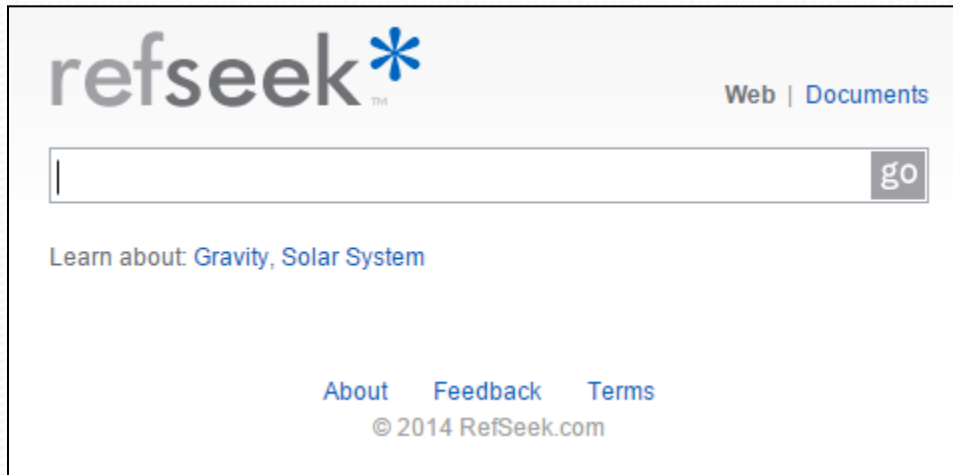 refseek*™
Web | Documents
go
Learn about: Gravity, Solar System
About Feedback Terms
© 2014 RefSeek.com